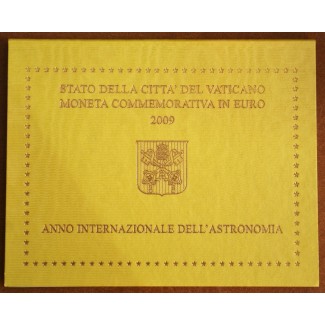 STATO DELLA CITTA' DEL VATICANO
MONETA COMMEMORATIVA IN EURO
2009
ANNO INTERNAZIONALE DELL'ASTRONOMIA